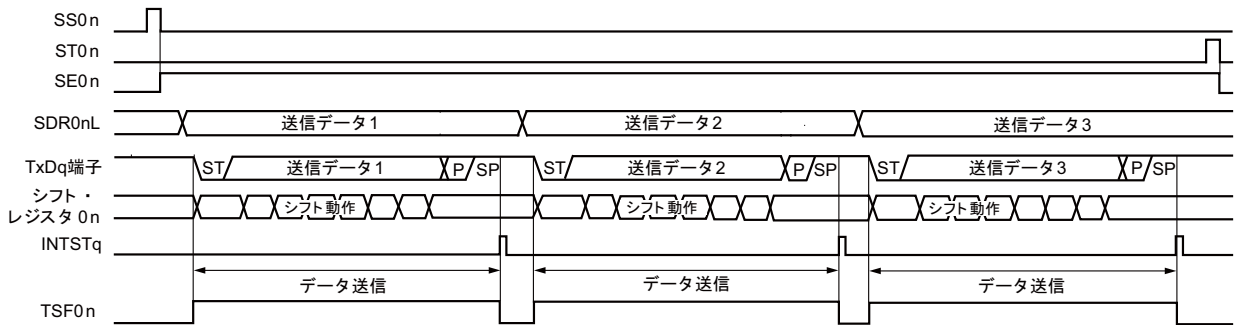 SS0n
ST0n
SE0n
SDR0nL 送信データ1 送信データ2 送信データ3
TxDq端子 ST 送信データ1 P SP ST 送信データ2 P SP ST 送信データ3 P SP
シフト・
レジスタ0n シフト動作 シフト動作 シフト動作
INTSTq
データ送信 データ送信 データ送信
TSF0n